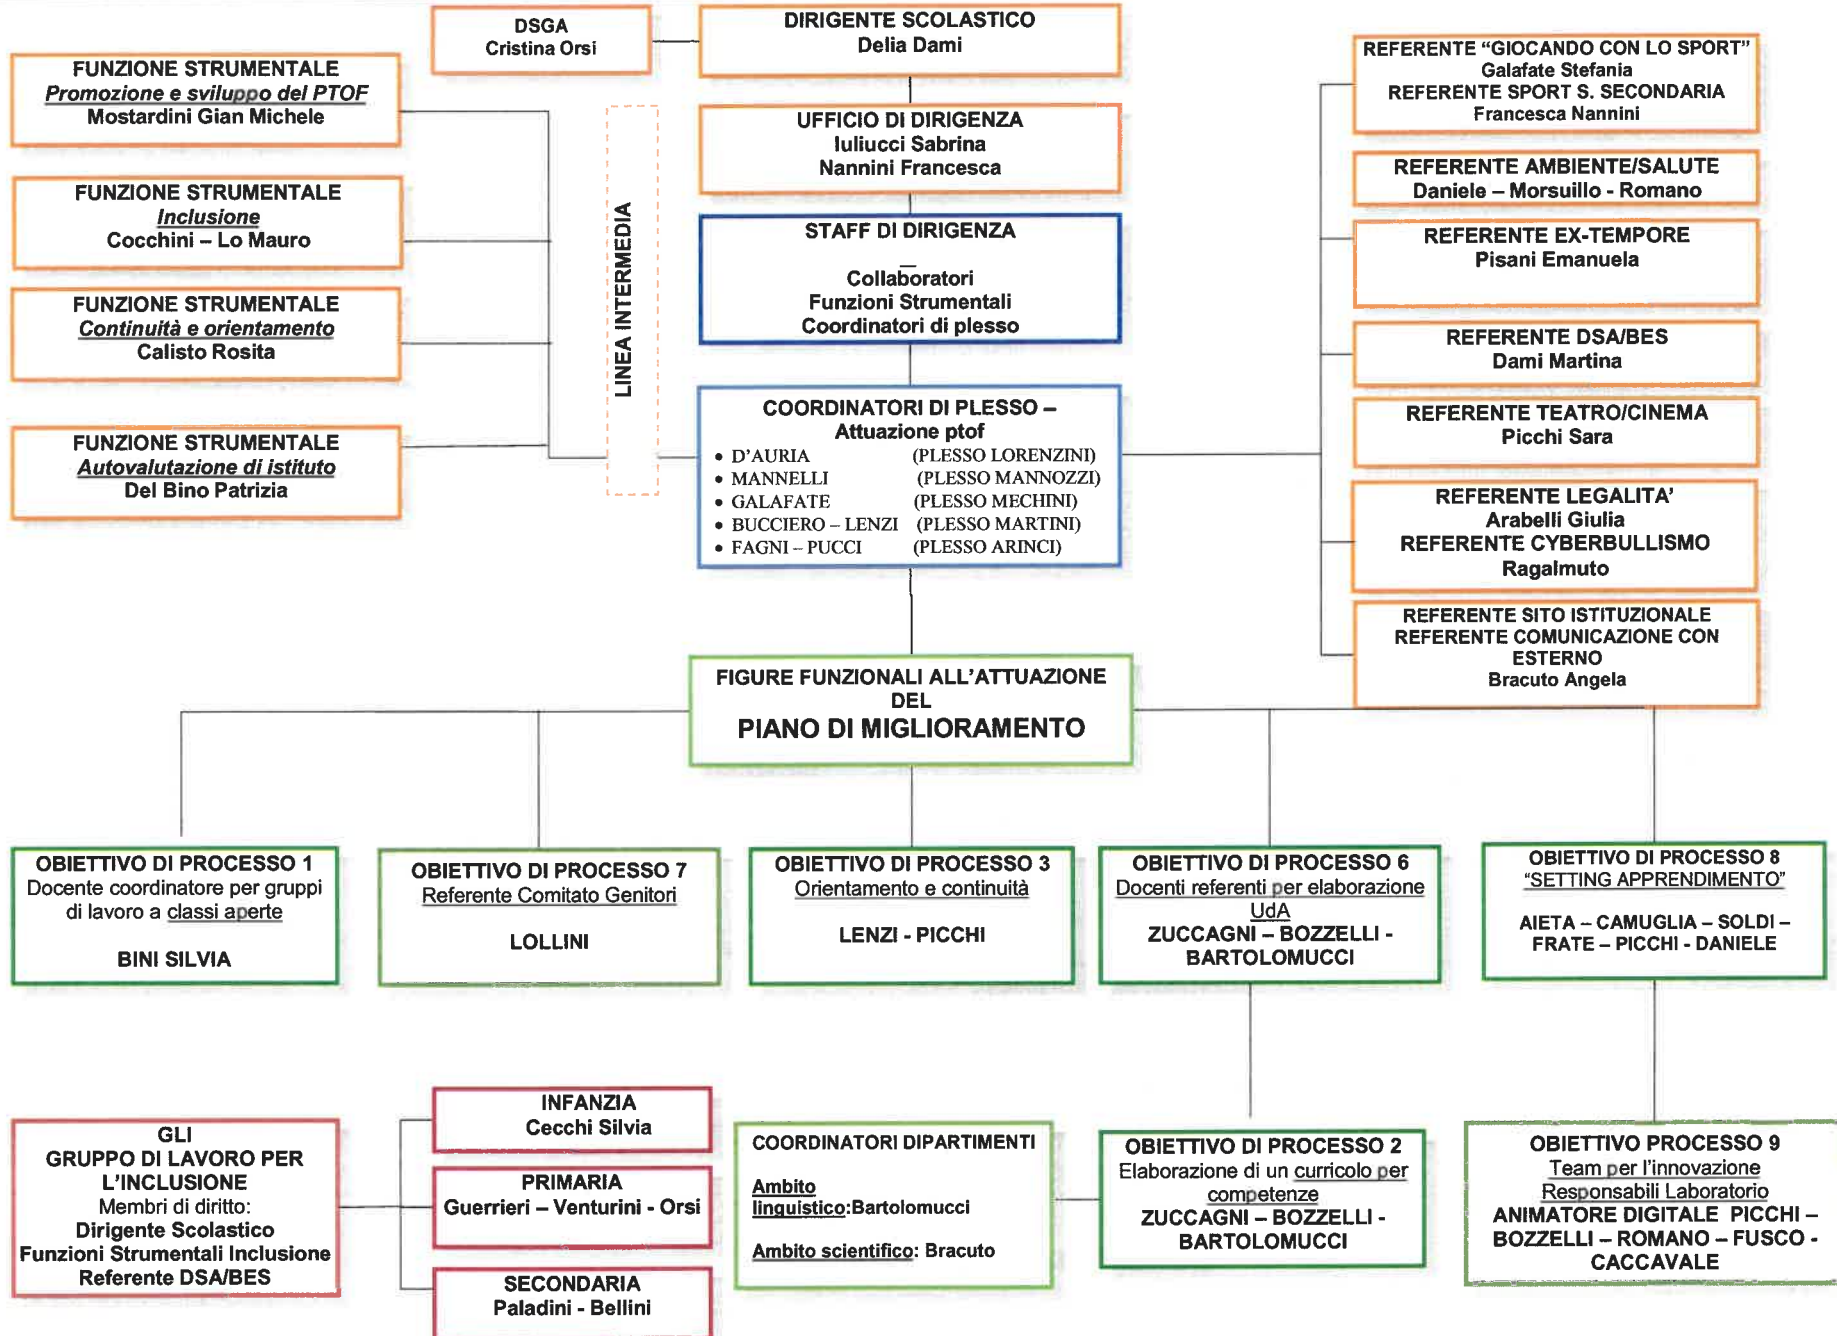 DSGA
Cristina Orsi
DIRIGENTE SCOLASTICO
Delia Dami
FUNZIONE STRUMENTALE
Promozione e sviluppo del PTOF
Mostardini Gian Michele
FUNZIONE STRUMENTALE
Inclusione
Cocchini – Lo Mauro
FUNZIONE STRUMENTALE
Continuità e orientamento
Calisto Rosita
FUNZIONE STRUMENTALE
Autovalutazione di istituto
Del Bino Patrizia
LINEA INTERMEDIA
UFFICIO DI DIRIGENZA
Iuliucci Sabrina
Nannini Francesca
STAFF DI DIRIGENZA
–
Collaboratori
Funzioni Strumentali
Coordinatori di plesso
COORDINATORI DI PLESSO –
Attuazione ptof
• D'AURIA (PLESSO LORENZINI)
• MANNELLI (PLESSO MANNOZZI)
• GALAFATE (PLESSO MECHINI)
• BUCCIERO – LENZI (PLESSO MARTINI)
• FAGNI – PUCCI (PLESSO ARINCI)
REFERENTE “GIOCANDO CON LO SPORT”
Galafate Stefania
REFERENTE SPORT S. SECONDARIA
Francesca Nannini
REFERENTE AMBIENTE/SALUTE
Daniele – Morsuillo - Romano
REFERENTE EX-TEMPORE
Pisani Emanuela
REFERENTE DSA/BES
Dami Martina
REFERENTE TEATRO/CINEMA
Picchi Sara
REFERENTE LEGALITA’
Arabelli Giulia
REFERENTE CYBERBULLISMO
Ragalmuto
REFERENTE SITO ISTITUZIONALE
REFERENTE COMUNICAZIONE CON
ESTERNO
Bracuto Angela
FIGURE FUNZIONALI ALL’ATTUAZIONE
DEL
PIANO DI MIGLIORAMENTO
OBIETTIVO DI PROCESSO 1
Docente coordinatore per gruppi
di lavoro a classi aperte
BINI SILVIA
OBIETTIVO DI PROCESSO 7
Referente Comitato Genitori
LOLLINI
OBIETTIVO DI PROCESSO 3
Orientamento e continuità
LENZI - PICCHI
OBIETTIVO DI PROCESSO 6
Docenti referenti per elaborazione
UdA
ZUCCAGNI – BOZZELLI -
BARTOLOMUCCI
OBIETTIVO DI PROCESSO 8
“SETTING APPRENDIMENTO”
AIETA – CAMUGLIA – SOLDI –
FRATE – PICCHI - DANIELE
GLI
GRUPPO DI LAVORO PER
L’INCLUSIONE
Membri di diritto:
Dirigente Scolastico
Funzioni Strumentali Inclusione
Referente DSA/BES
INFANZIA
Cecchi Silvia
PRIMARIA
Guerrieri – Venturini - Orsi
SECONDARIA
Paladini - Bellini
COORDINATORI DIPARTIMENTI
Ambito
linguistico:Bartolomucci
Ambito scientifico: Bracuto
OBIETTIVO DI PROCESSO 2
Elaborazione di un curricolo per
competenze
ZUCCAGNI – BOZZELLI -
BARTOLOMUCCI
OBIETTIVO PROCESSO 9
Team per l’innovazione
Responsabili Laboratorio
ANIMATORE DIGITALE PICCHI –
BOZZELLI – ROMANO – FUSCO -
CACCAVALE